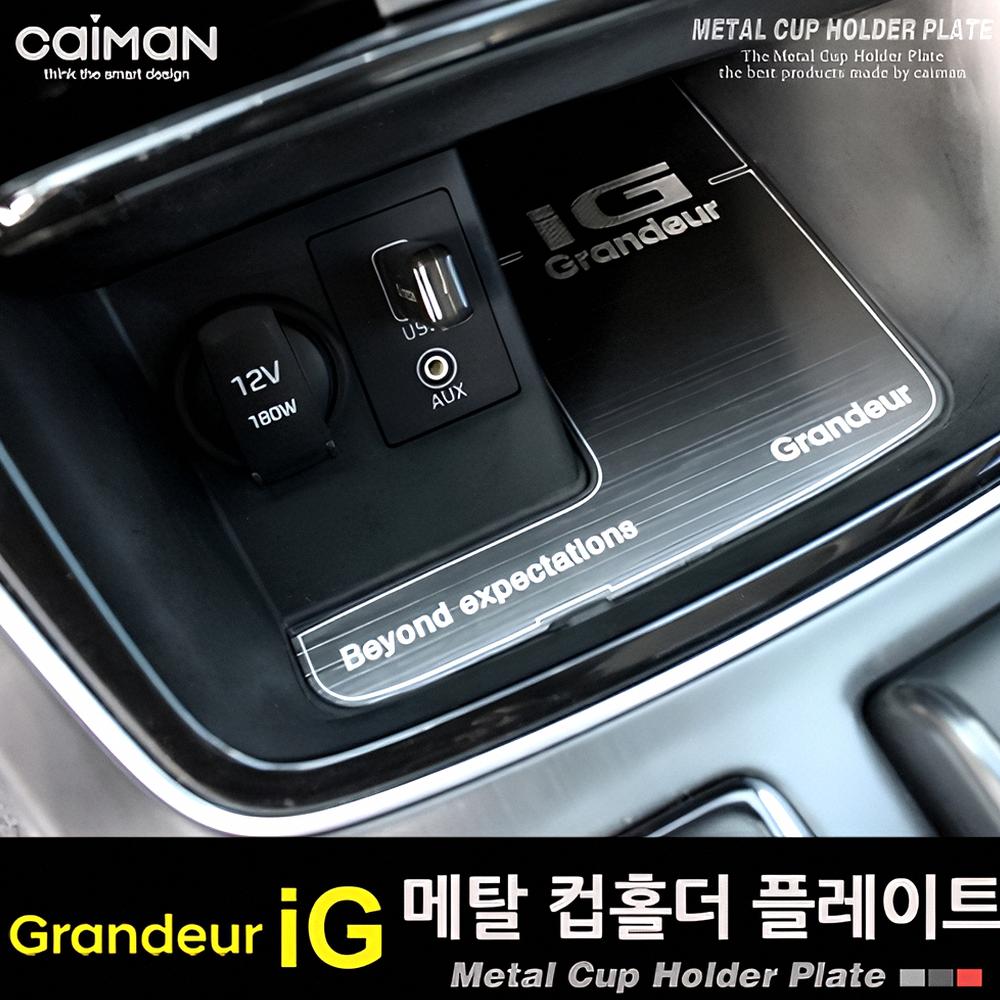 caiman
think the smart design
METAL CUP HOLDER PLATE
The Metal Cup Holder Plate
the best products made by caiman
iG
Grandeur
12V
180W
AUX
Grandeur
Beyond expectations
Grandeur iG 메탈 컵홀더 플레이트
Metal Cup Holder Plate